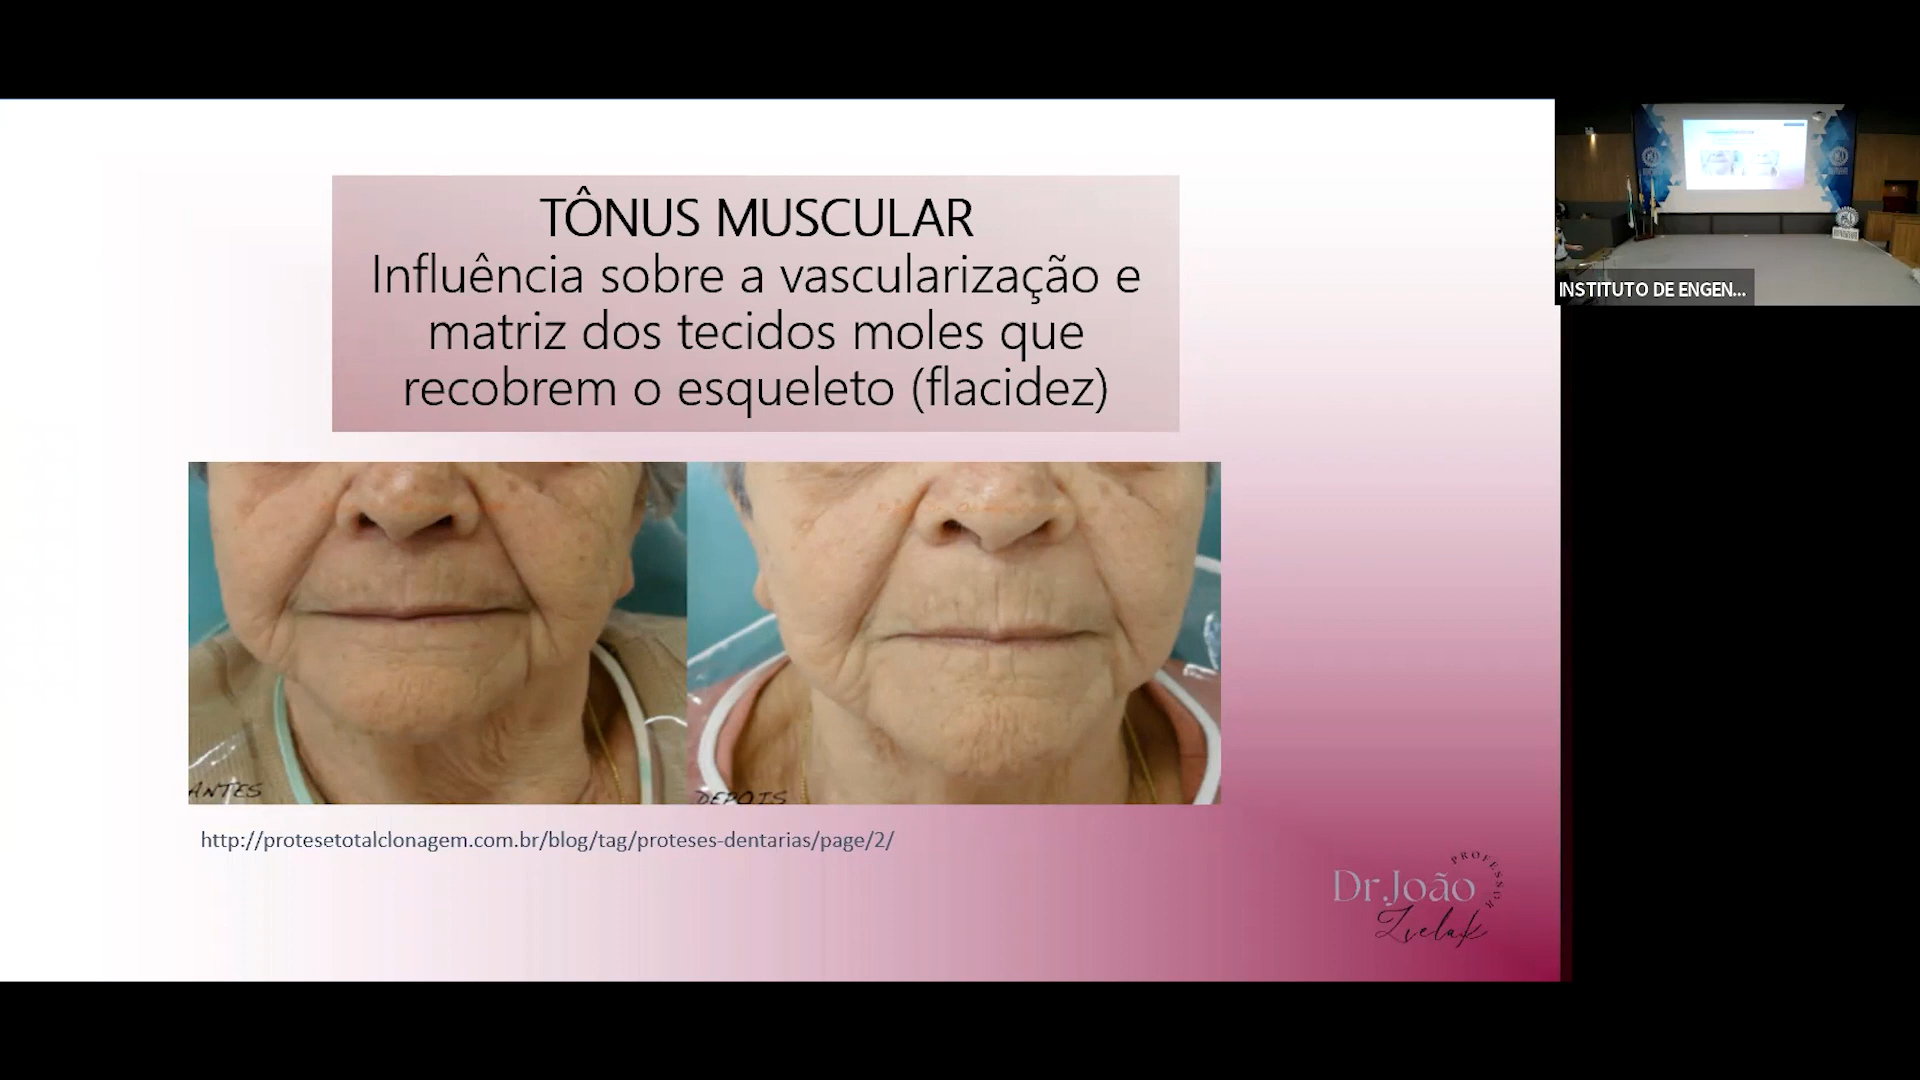 TÔNUS MUSCULAR
Influência sobre a vascularização e
matriz dos tecidos moles que
recobrem o esqueleto (flacidez)
INSTITUTO DE ENGEN...
ANTES
DEPOIS
http://protesetotalclonagem.com.br/blog/tag/proteses-dentarias/page/2/
PROFESSOR
Dr.João
Zvelak